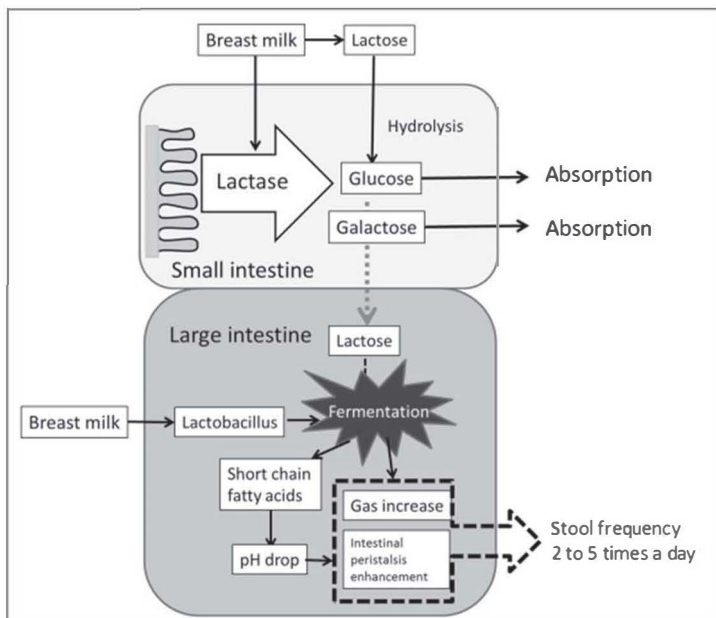 Breast milk
Lactose
Hydrolysis
Lactase
Glucose
Absorption
Galactose
Absorption
Small intestine
Large intestine
Lactose
Fermentation
Breast milk
Lactobacillus
Short chain
fatty acids
Gas increase
pH drop
Intestinal
peristalsis
enhancement
Stool frequency
2 to 5 times a day